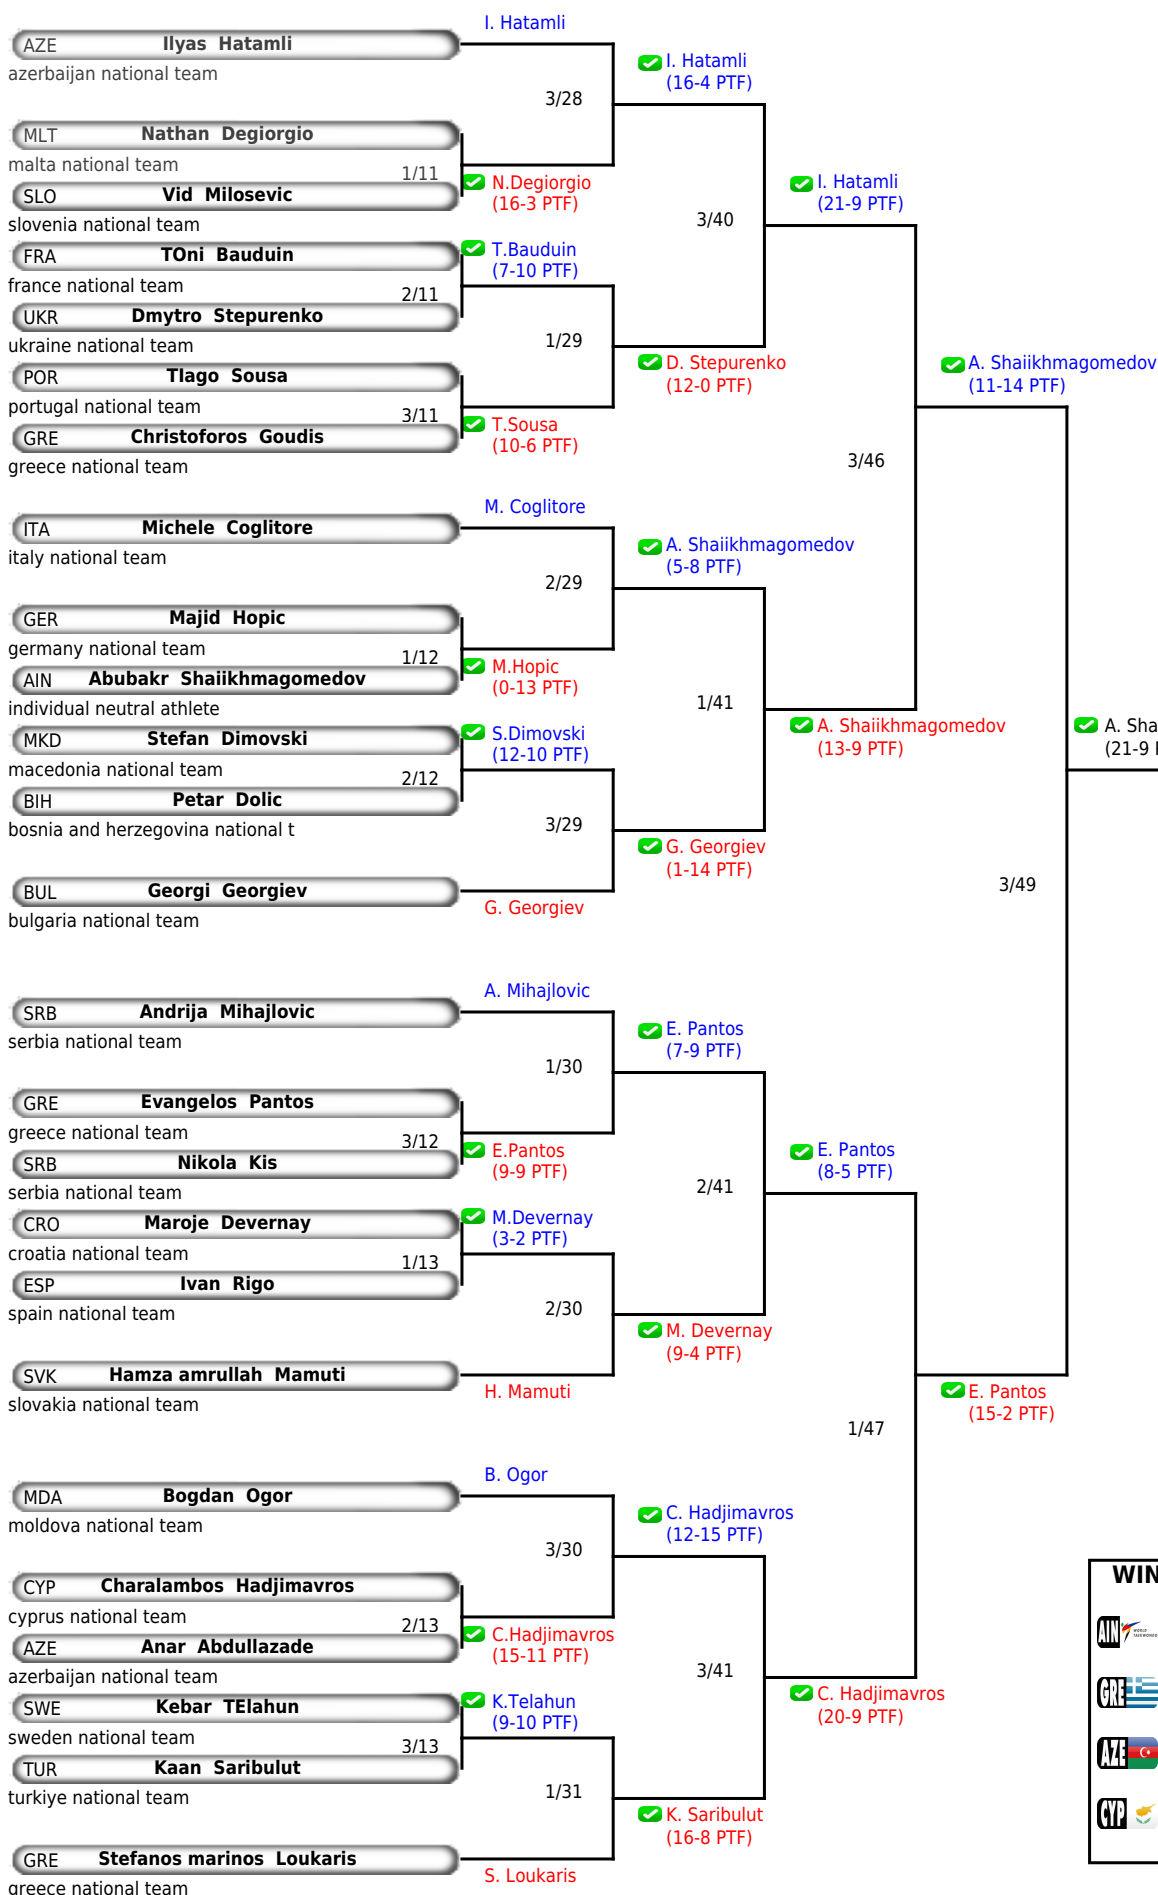 I. Hatamli
AZE Ilyas Hatamli
azerbaijan national team
I. Hatamli
(16-4 PTF)
3/28
MLT Nathan Degiorgio
malta national team
1/11
N.Degiorgio
(16-3 PTF)
SLO Vid Milosevic
slovenia national team
I. Hatamli
(21-9 PTF)
3/40
FRA TOni Bauduin
france national team
T.Bauduin
(7-10 PTF)
2/11
UKR Dmytro Stepurenko
ukraine national team
1/29
D. Stepurenko
(12-0 PTF)
POR TIago Sousa
portugal national team
3/11
T.Sousa
(10-6 PTF)
GRE Christoforos Goudis
greece national team
A. Shaiikhmagomedov
(11-14 PTF)
3/46
M. Coglitore
ITA Michele Coglitore
italy national team
A. Shaiikhmagomedov
(5-8 PTF)
2/29
GER Majid Hopic
germany national team
1/12
M.Hopic
(0-13 PTF)
AIN Abubakr Shaiikhmagomedov
individual neutral athlete
1/41
A. Shaiikhmagomedov
(13-9 PTF)
A. Sha
(21-9
MKD Stefan Dimovski
macedonia national team
S.Dimovski
(12-10 PTF)
2/12
BIH Petar Dolic
bosnia and herzegovina national t
3/29
G. Georgiev
(1-14 PTF)
BUL Georgi Georgiev
bulgaria national team
G. Georgiev
3/49
A. Mihajlovic
SRB Andrija Mihajlovic
serbia national team
E. Pantos
(7-9 PTF)
1/30
GRE Evangelos Pantos
greece national team
3/12
E.Pantos
(9-9 PTF)
SRB Nikola Kis
serbia national team
E. Pantos
(8-5 PTF)
2/41
CRO Maroje Devernay
croatia national team
M.Devernay
(3-2 PTF)
1/13
ESP Ivan Rigo
spain national team
2/30
M. Devernay
(9-4 PTF)
SVK Hamza amrullah Mamuti
slovakia national team
H. Mamuti
E. Pantos
(15-2 PTF)
1/47
B. Ogor
MDA Bogdan Ogor
moldova national team
C. Hadjimavros
(12-15 PTF)
3/30
CYP Charalambos Hadjimavros
cyprus national team
2/13
C.Hadjimavros
(15-11 PTF)
AZE Anar Abdullazade
azerbaijan national team
3/41
C. Hadjimavros
(20-9 PTF)
SWE Kebar TElahun
sweden national team
K.Telahun
(9-10 PTF)
3/13
TUR Kaan Saribulut
turkiye national team
1/31
K. Saribulut
(16-8 PTF)
GRE Stefanos marinos Loukaris
greece national team
S. Loukaris
WIN
AIN
GRE
AZE
CYP